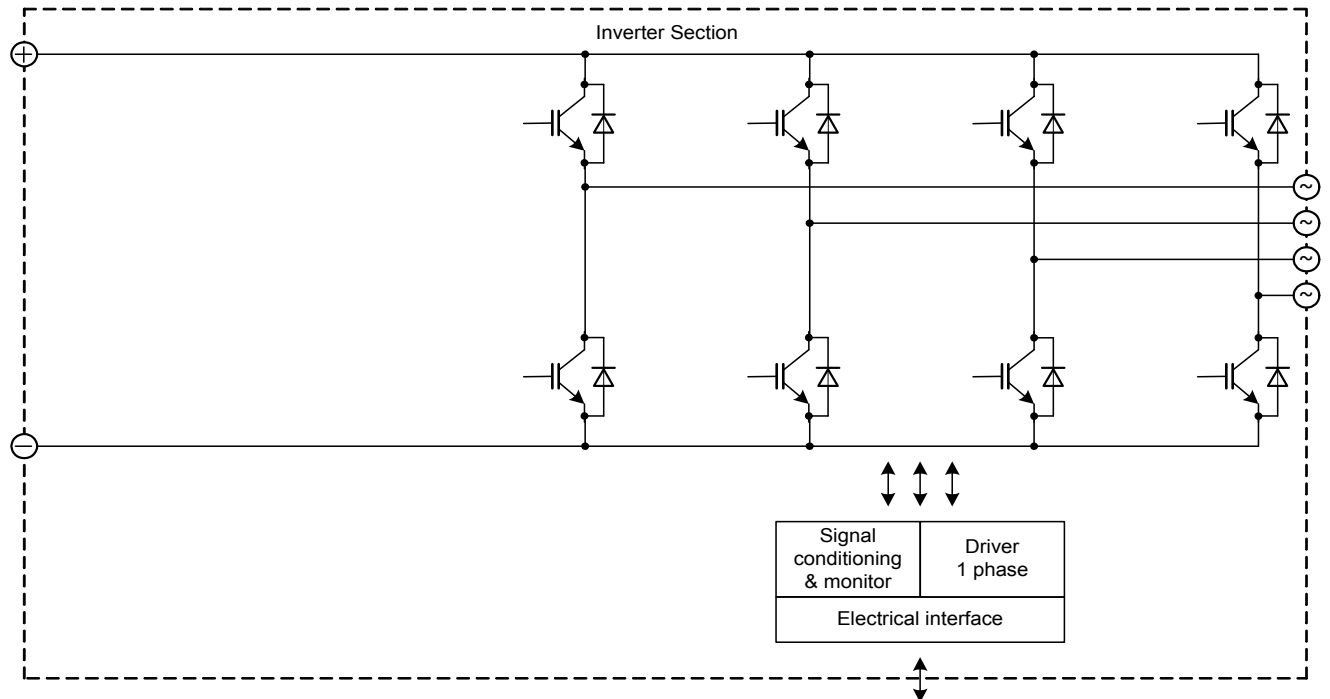 Inverter Section
+
~
~
~
~
−
Signal
conditioning
& monitor
Driver
1 phase
Electrical interface